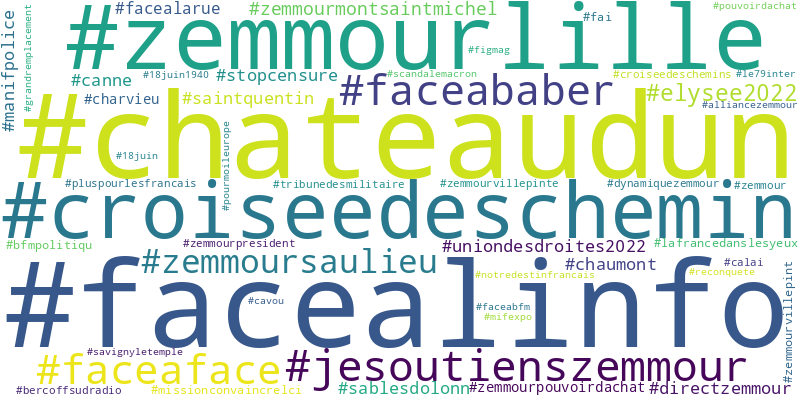 #facealarue #zemmourmontsaintmichel #pouvoirdachat
#manifpolice #grandremplacement #zemmourlille #fai
#figmag
#canne #18juin1940 #stopcensure #scandalemacron #croiseedeschemins #le79inter
#charvieu #saintquentin #faceababer #elysee2022
#alliancezemmour
#chateaudun
#18juin #pourmoileurope
#pluspourlesfrancais #tribunedesmilitaire #zemmourvillepinte #dynamiquezemmour #zemmour
#croiseedeschemin
#bfmpolitiqu #zemmourpresident #uniondesdroites2022 #lafrancedanslesyeux
#zemmoursaulieu #chaumont #calai
#notredestinfrancais #reconquete
#facealinfo #zemmourvillepint
#cavou #faceabfm
#mifexpo
#savignyletemple
#faceaface #jesoutienszemmour
#bercoffsudradio #missionconvaincrelci #sablesdolonn #zemmourpouvoirdachat #directzemmour